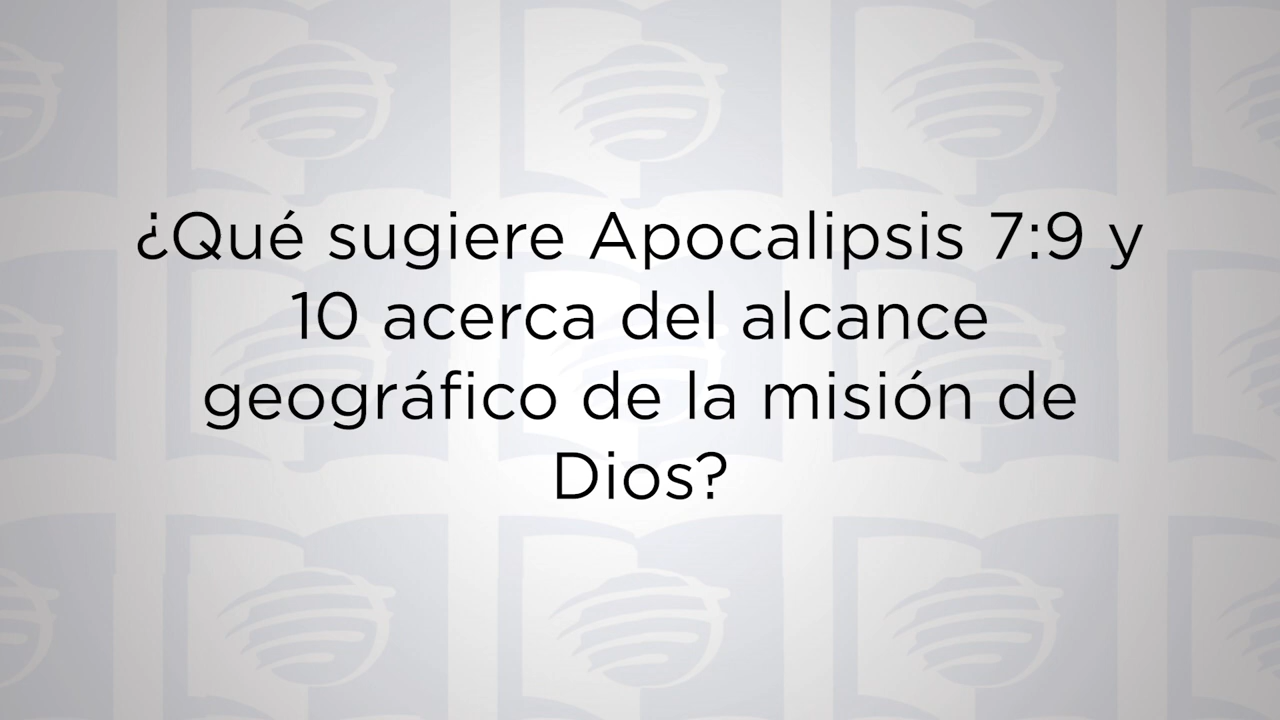 ¿Qué sugiere Apocalipsis 7:9 y
10 acerca del alcance
geográfico de la misión de
Dios?